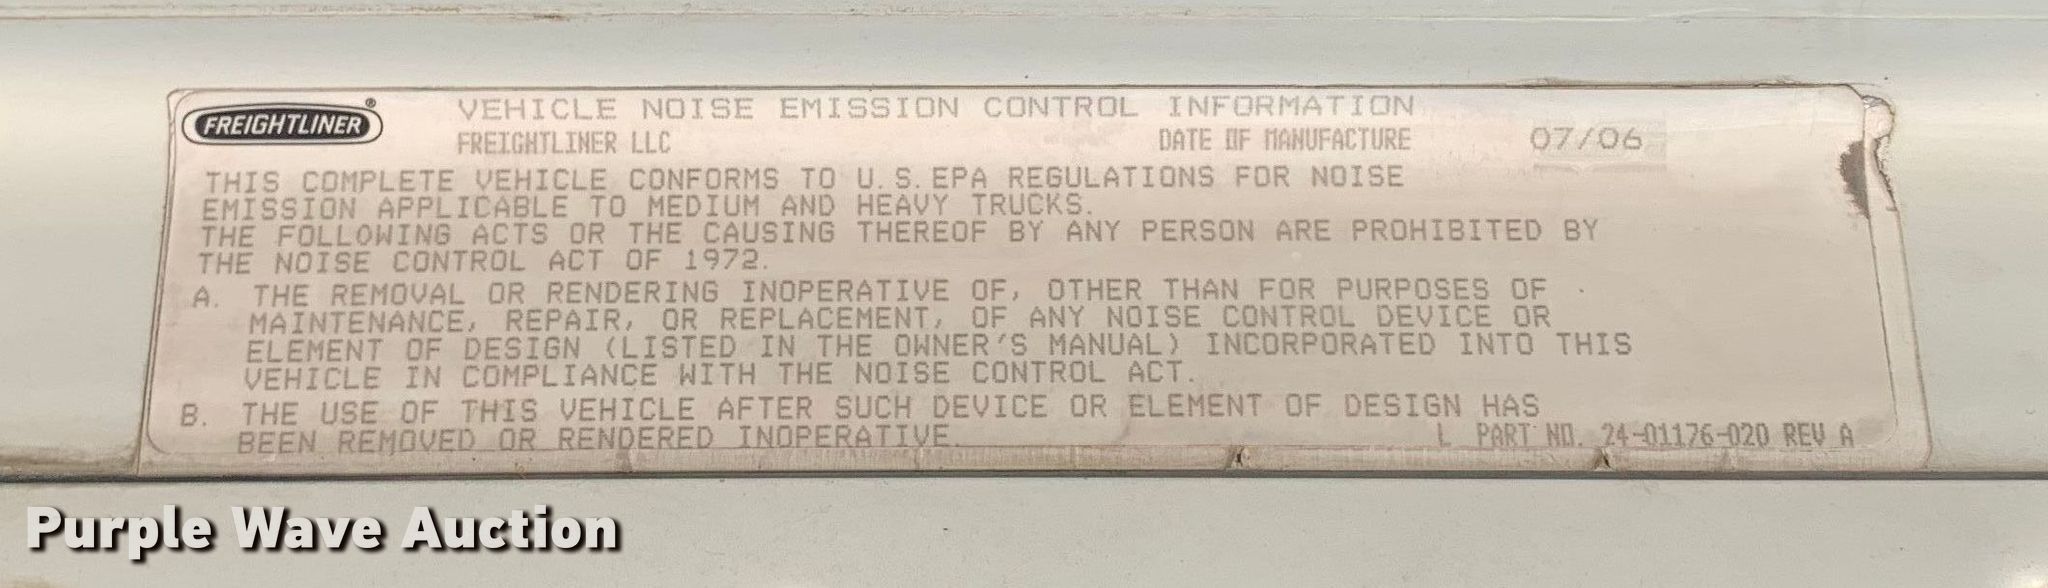 FREIGHTLINER®
VEHICLE NOISE EMISSION CONTROL INFORMATION
FREIGHTLINER LLC DATE OF MANUFACTURE 07/06
THIS COMPLETE VEHICLE CONFORMS TO U.S.EPA REGULATIONS FOR NOISE
EMISSION APPLICABLE TO MEDIUM AND HEAVY TRUCKS.
THE FOLLOWING ACTS OR THE CAUSING THEREOF BY ANY PERSON ARE PROHIBITED BY
THE NOISE CONTROL ACT OF 1972.
A. THE REMOVAL OR RENDERING INOPERATIVE OF, OTHER THAN FOR PURPOSES OF
MAINTENANCE, REPAIR, OR REPLACEMENT, OF ANY NOISE CONTROL DEVICE OR
ELEMENT OF DESIGN (LISTED IN THE OWNER'S MANUAL) INCORPORATED INTO THIS
VEHICLE IN COMPLIANCE WITH THE NOISE CONTROL ACT.
B. THE USE OF THIS VEHICLE AFTER SUCH DEVICE OR ELEMENT OF DESIGN HAS
BEEN REMOVED OR RENDERED INOPERATIVE.
L PART NO. 24-01176-020 REV A
Purple Wave Auction